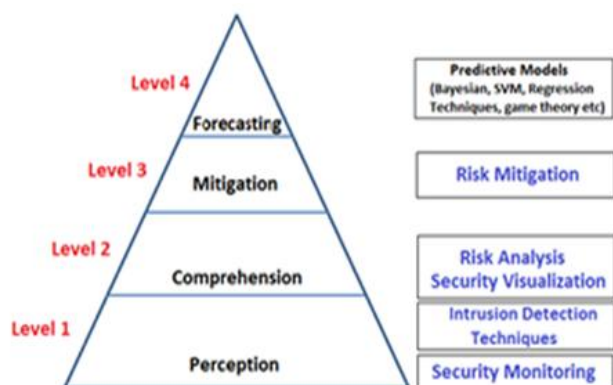 Level 4
Forecasting
Level 3
Mitigation
Level 2
Comprehension
Level 1
Perception
Predictive Models
(Bayesian, SVM, Regression
Techniques, game theory etc)
Risk Mitigation
Risk Analysis
Security Visualization
Intrusion Detection
Techniques
Security Monitoring